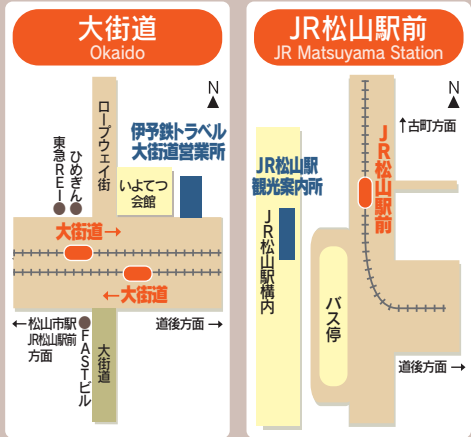 大街道
Okaido
N
ロープウェイ街
伊予鉄トラベル
大街道営業所
ひめぎん
東急REI
いよてつ
会館
大街道→
←大街道
←松山市駅
JR松山駅前
方面
FASTビル
大街道
道後方面→
JR松山駅前
JR Matsuyama Station
N
↑古町方面
JR松山駅前
JR松山駅
観光案内所
JR松山駅構内
バス停
道後方面→